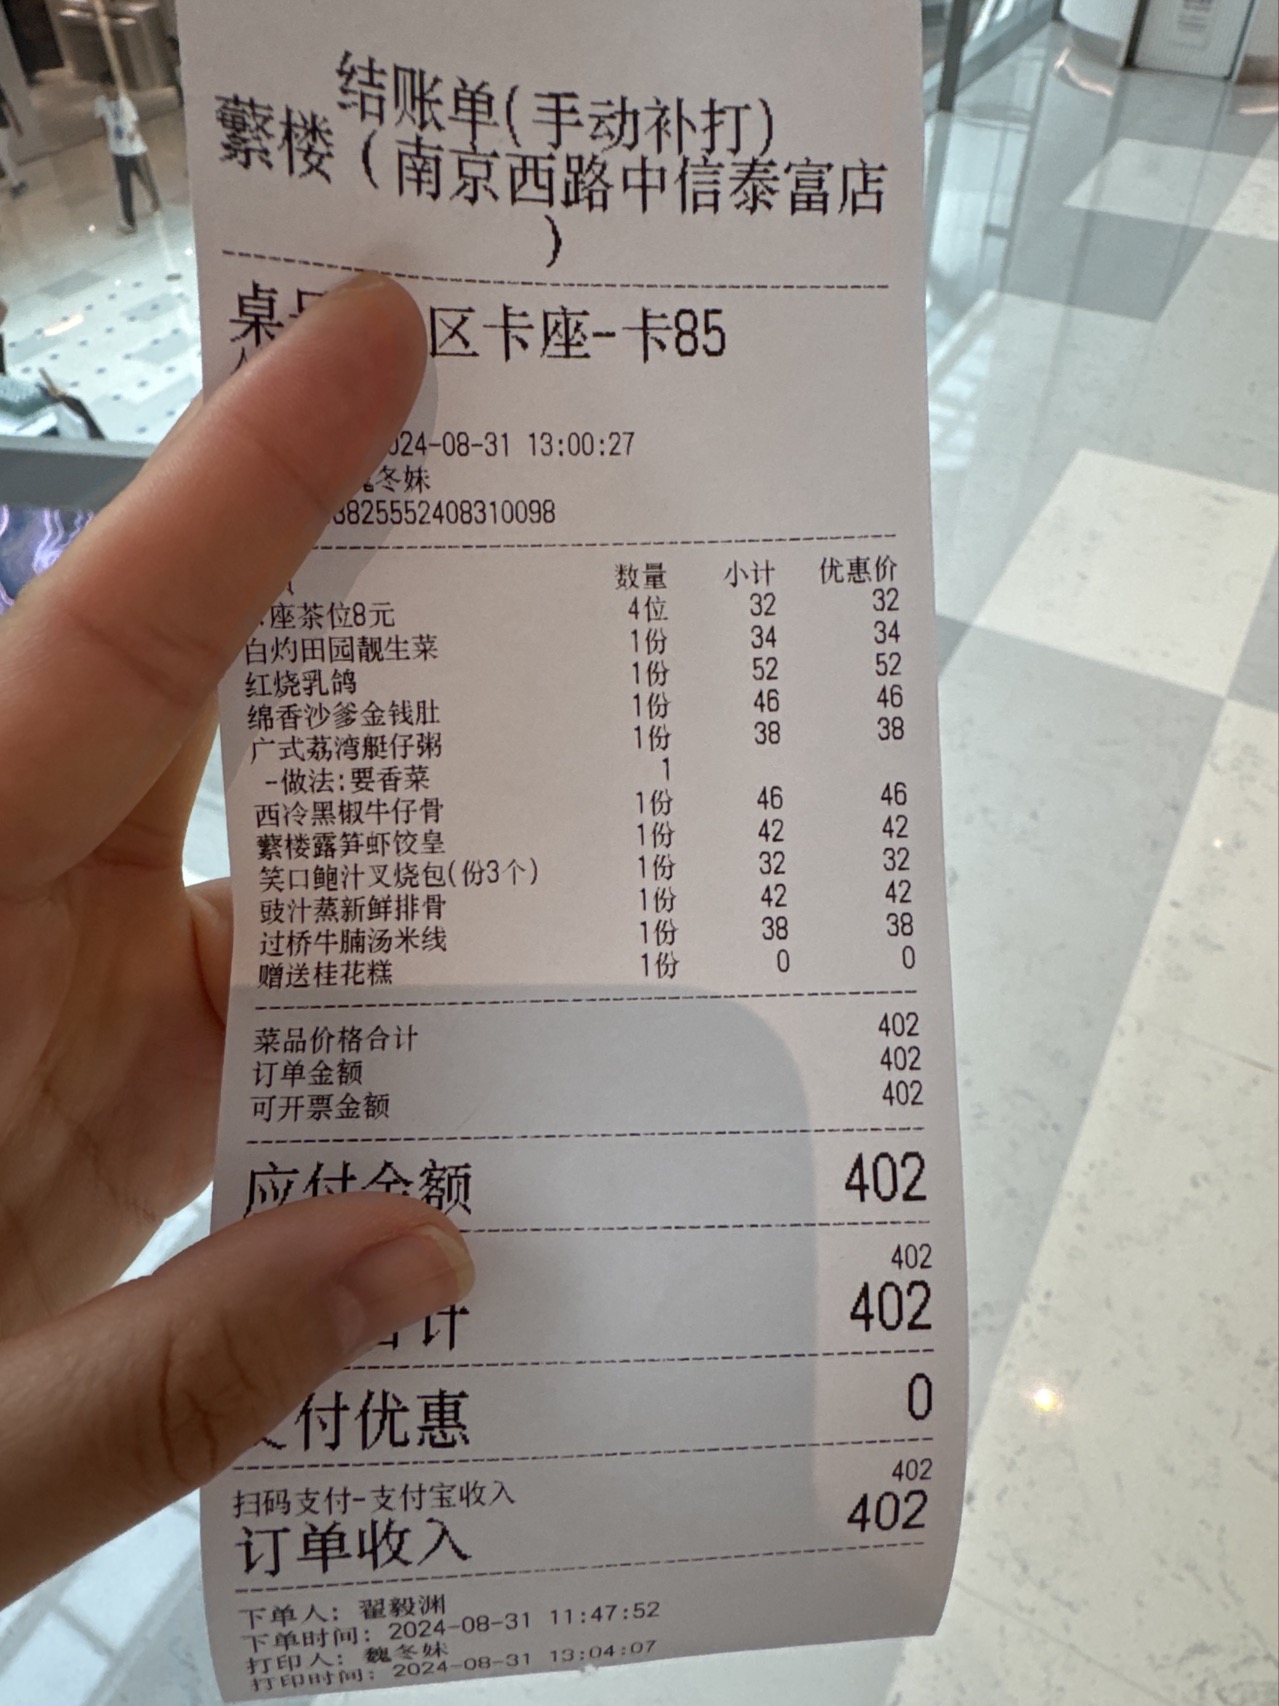 结账单(手动补打)
蘩楼(南京西路中信泰富店
)
桌 区卡座-卡85
024-08-31 13:00:27
冬妹
3825552408310098
数量 小计 优惠价
座茶位8元 4位 32 32
白灼田园靓生菜 1份 34 34
红烧乳鸽 1份 52 52
绵香沙爹金钱肚 1份 46 46
广式荔湾艇仔粥 1份 38 38
-做法:要香菜 1
西冷黑椒牛仔骨 1份 46 46
蘩楼露笋虾饺皇 1份 42 42
笑口鲍汁叉烧包(份3个) 1份 32 32
豉汁蒸新鲜排骨 1份 42 42
过桥牛腩汤米线 1份 38 38
赠送桂花糕 1份 0 0
菜品价格合计 402
订单金额 402
可开票金额 402
应付金额 402
402
计 402
付优惠 0
扫码支付-支付宝收入 402
订单收入 402
下单人: 翟毅渊
下单时间: 2024-08-31 11:47:52
打印人: 魏冬妹
打印时间: 2024-08-31 13:04:07